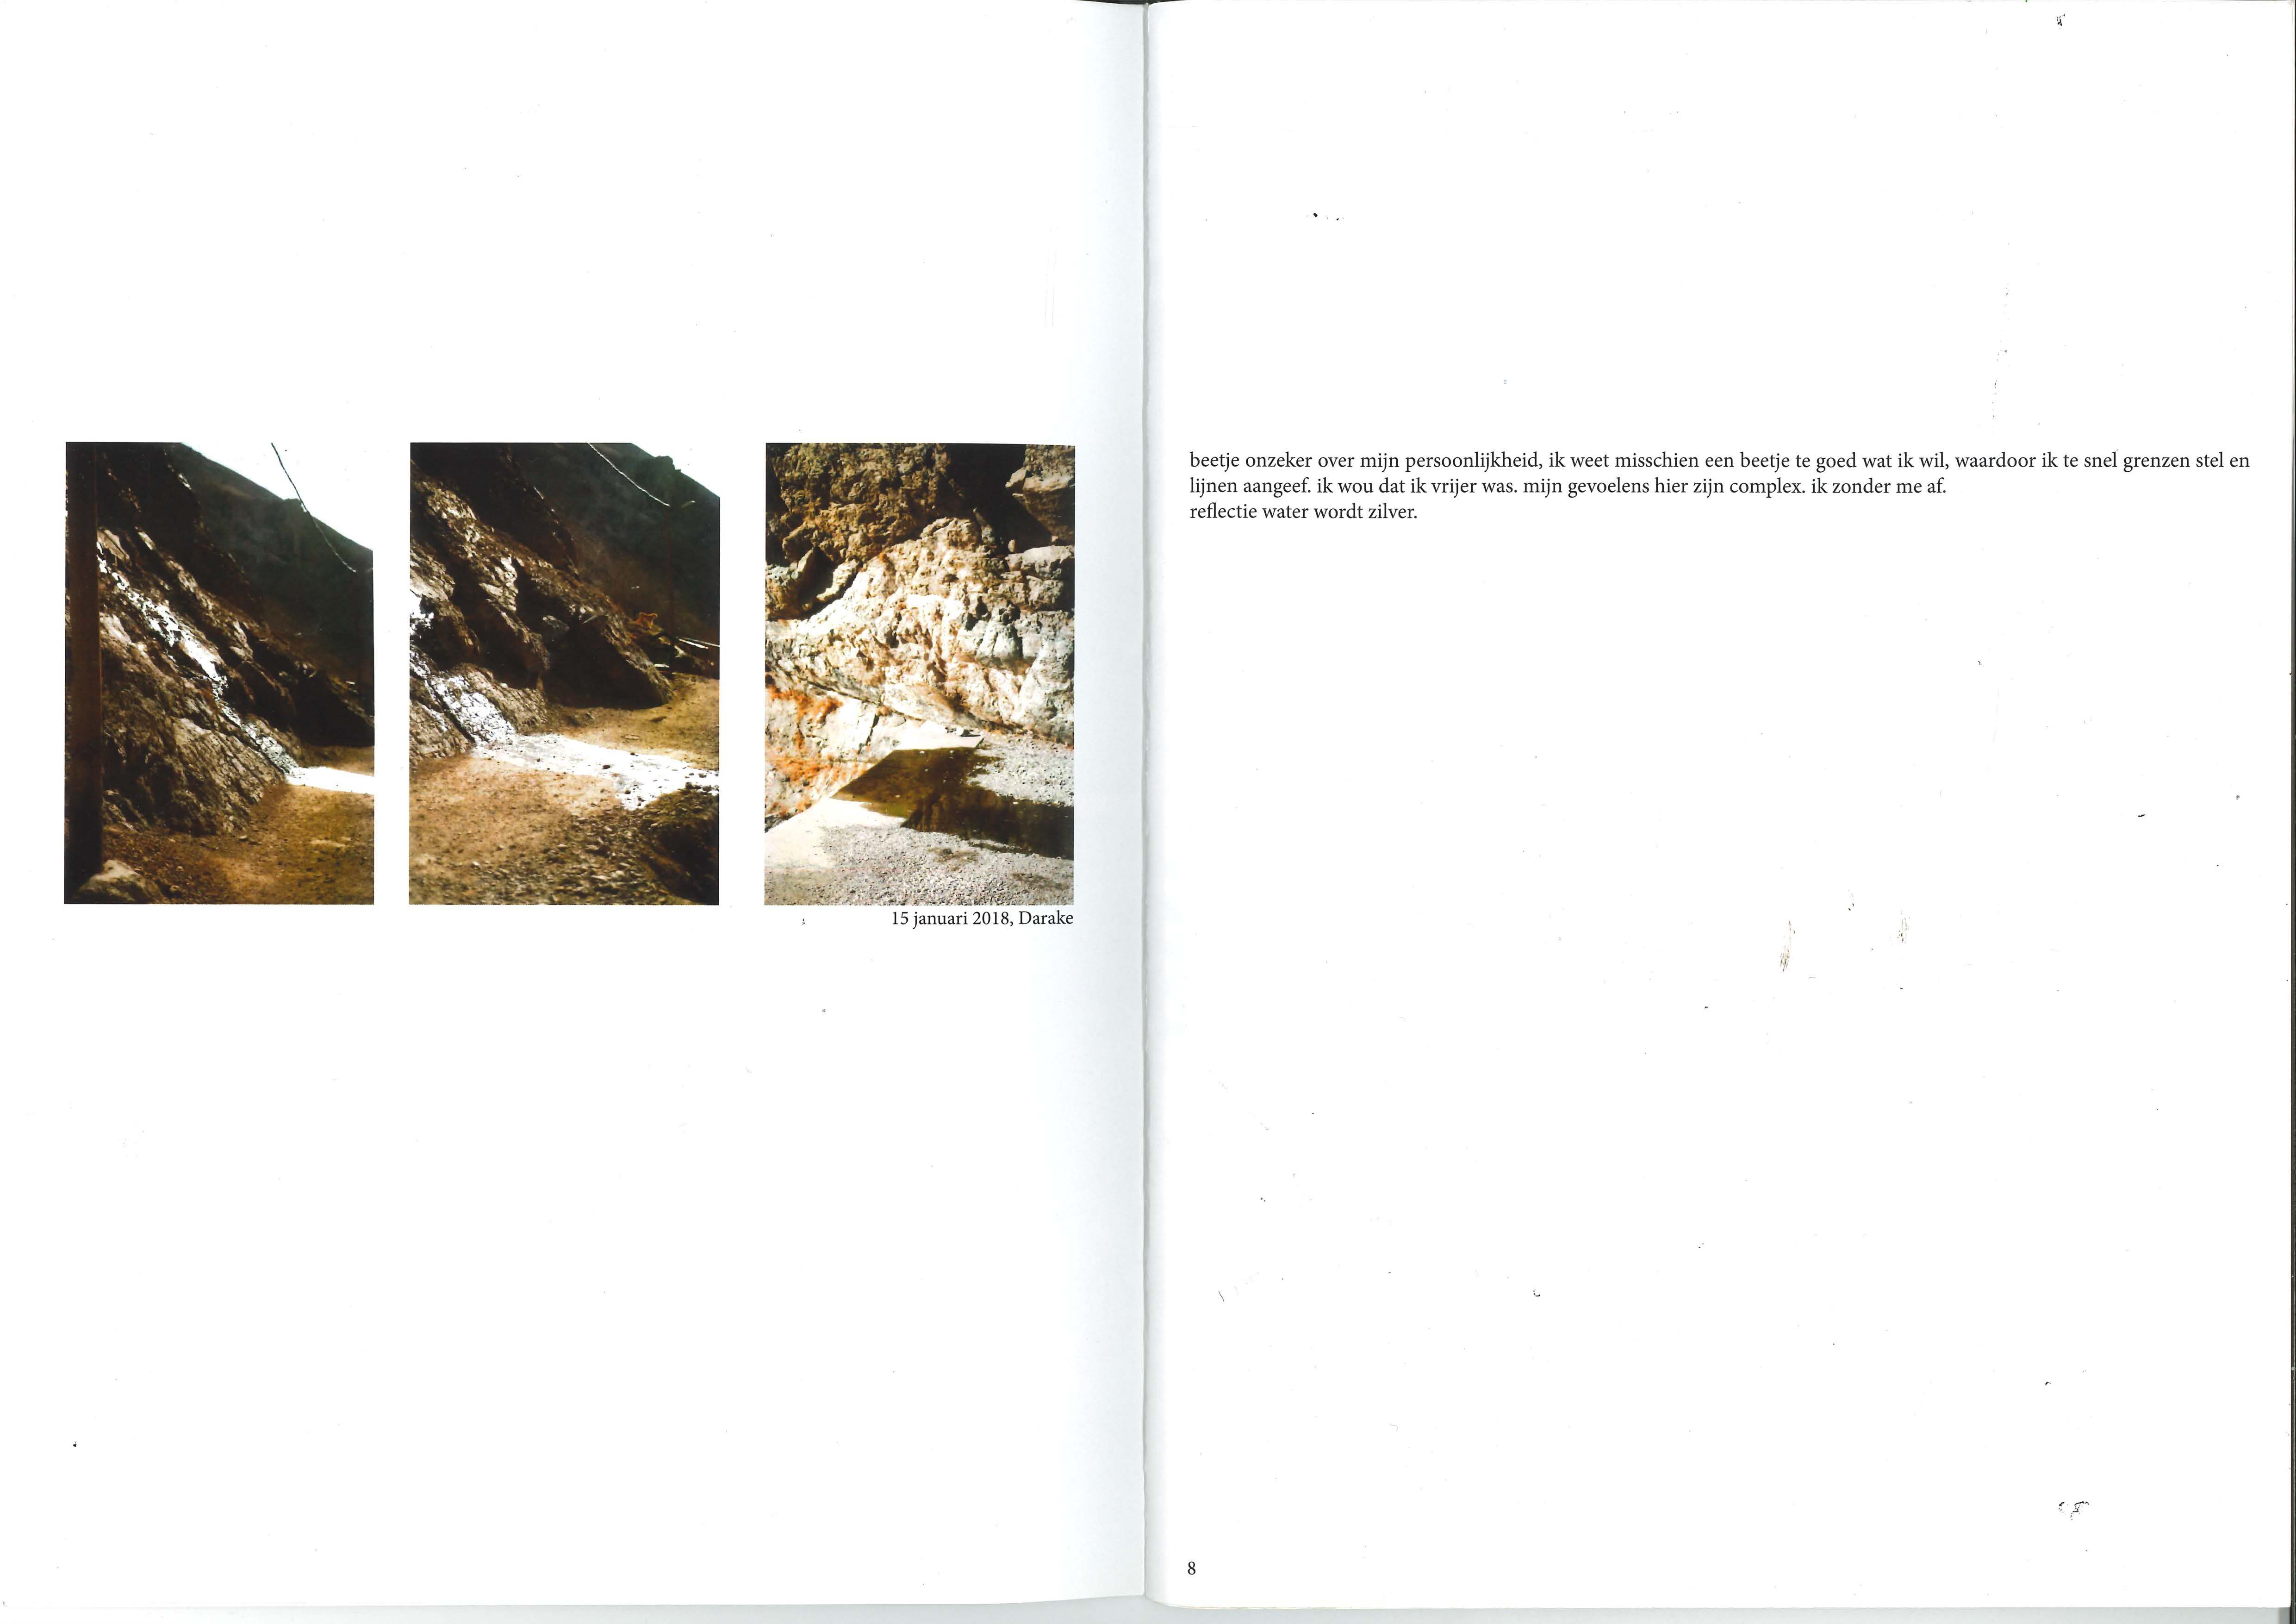 15 januari 2018, Darake
beetje onzeker over mijn persoonlijkheid, ik weet misschien een beetje te goed wat ik wil, waardoor ik te snel grenzen stel en
lijnen aangeef. ik wou dat ik vrijer was. mijn gevoelens hier zijn complex. ik zonder me af.
reflectie water wordt zilver.
8